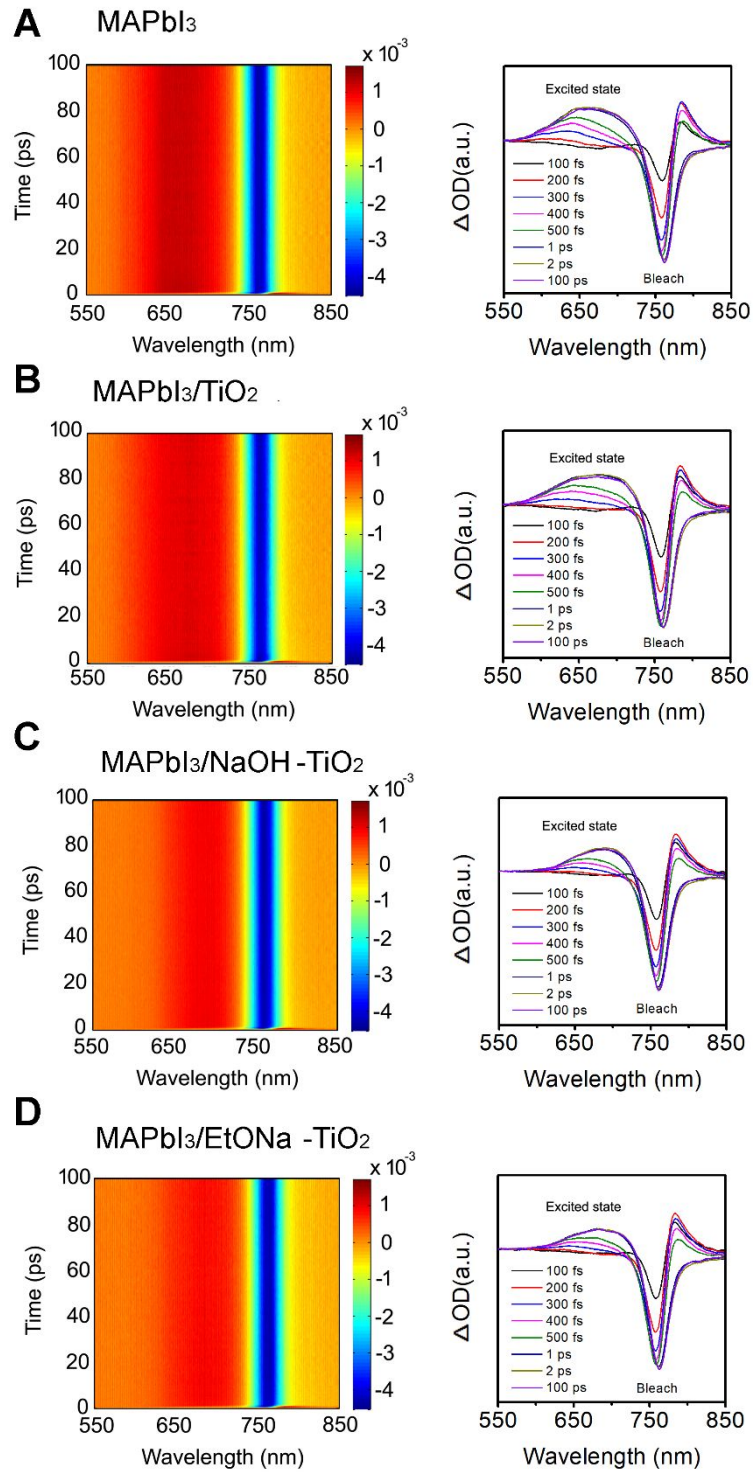 A
MAPbI3
x 10-3
100
80
60
40
20
0
Time (ps)
1
0
-1
-2
-3
-4
550
650
750
850
Wavelength (nm)
Excited state
ΔOD(a.u.)
100 fs
200 fs
300 fs
400 fs
500 fs
1 ps
2 ps
100 ps
Bleach
550
650
750
850
Wavelength (nm)
B
MAPbI3/TiO2
x 10-3
100
80
60
40
20
0
Time (ps)
1
0
-1
-2
-3
-4
550
650
750
850
Wavelength (nm)
Excited state
ΔOD(a.u.)
100 fs
200 fs
300 fs
400 fs
500 fs
1 ps
2 ps
100 ps
Bleach
550
650
750
850
Wavelength (nm)
C
MAPbI3/NaOH -TiO2
x 10-3
100
80
60
40
20
0
Time (ps)
1
0
-1
-2
-3
-4
550
650
750
850
Wavelength (nm)
Excited state
ΔOD(a.u.)
100 fs
200 fs
300 fs
400 fs
500 fs
1 ps
2 ps
100 ps
Bleach
550
650
750
850
Wavelength (nm)
D
MAPbI3/EtONa -TiO2
x 10-3
100
80
60
40
20
0
Time (ps)
1
0
-1
-2
-3
-4
550
650
750
850
Wavelength (nm)
Excited state
ΔOD(a.u.)
100 fs
200 fs
300 fs
400 fs
500 fs
1 ps
2 ps
100 ps
Bleach
550
650
750
850
Wavelength (nm)